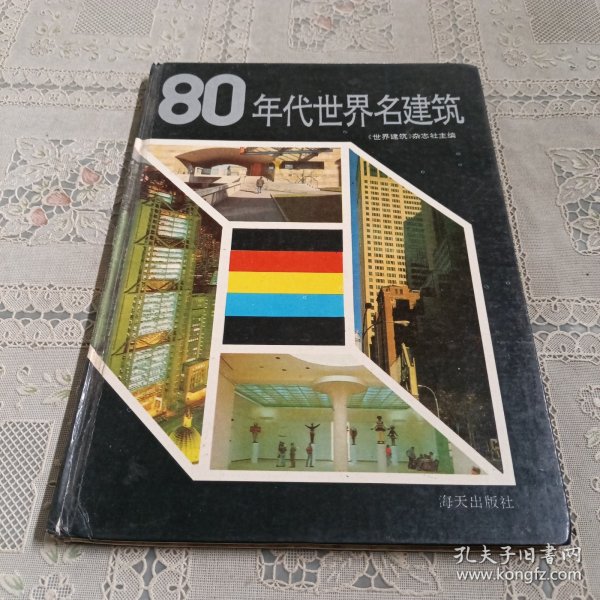 80年代世界名建筑
《世界建筑》杂志社主编
海天出版社
孔夫子旧书网
www.kongfz.com